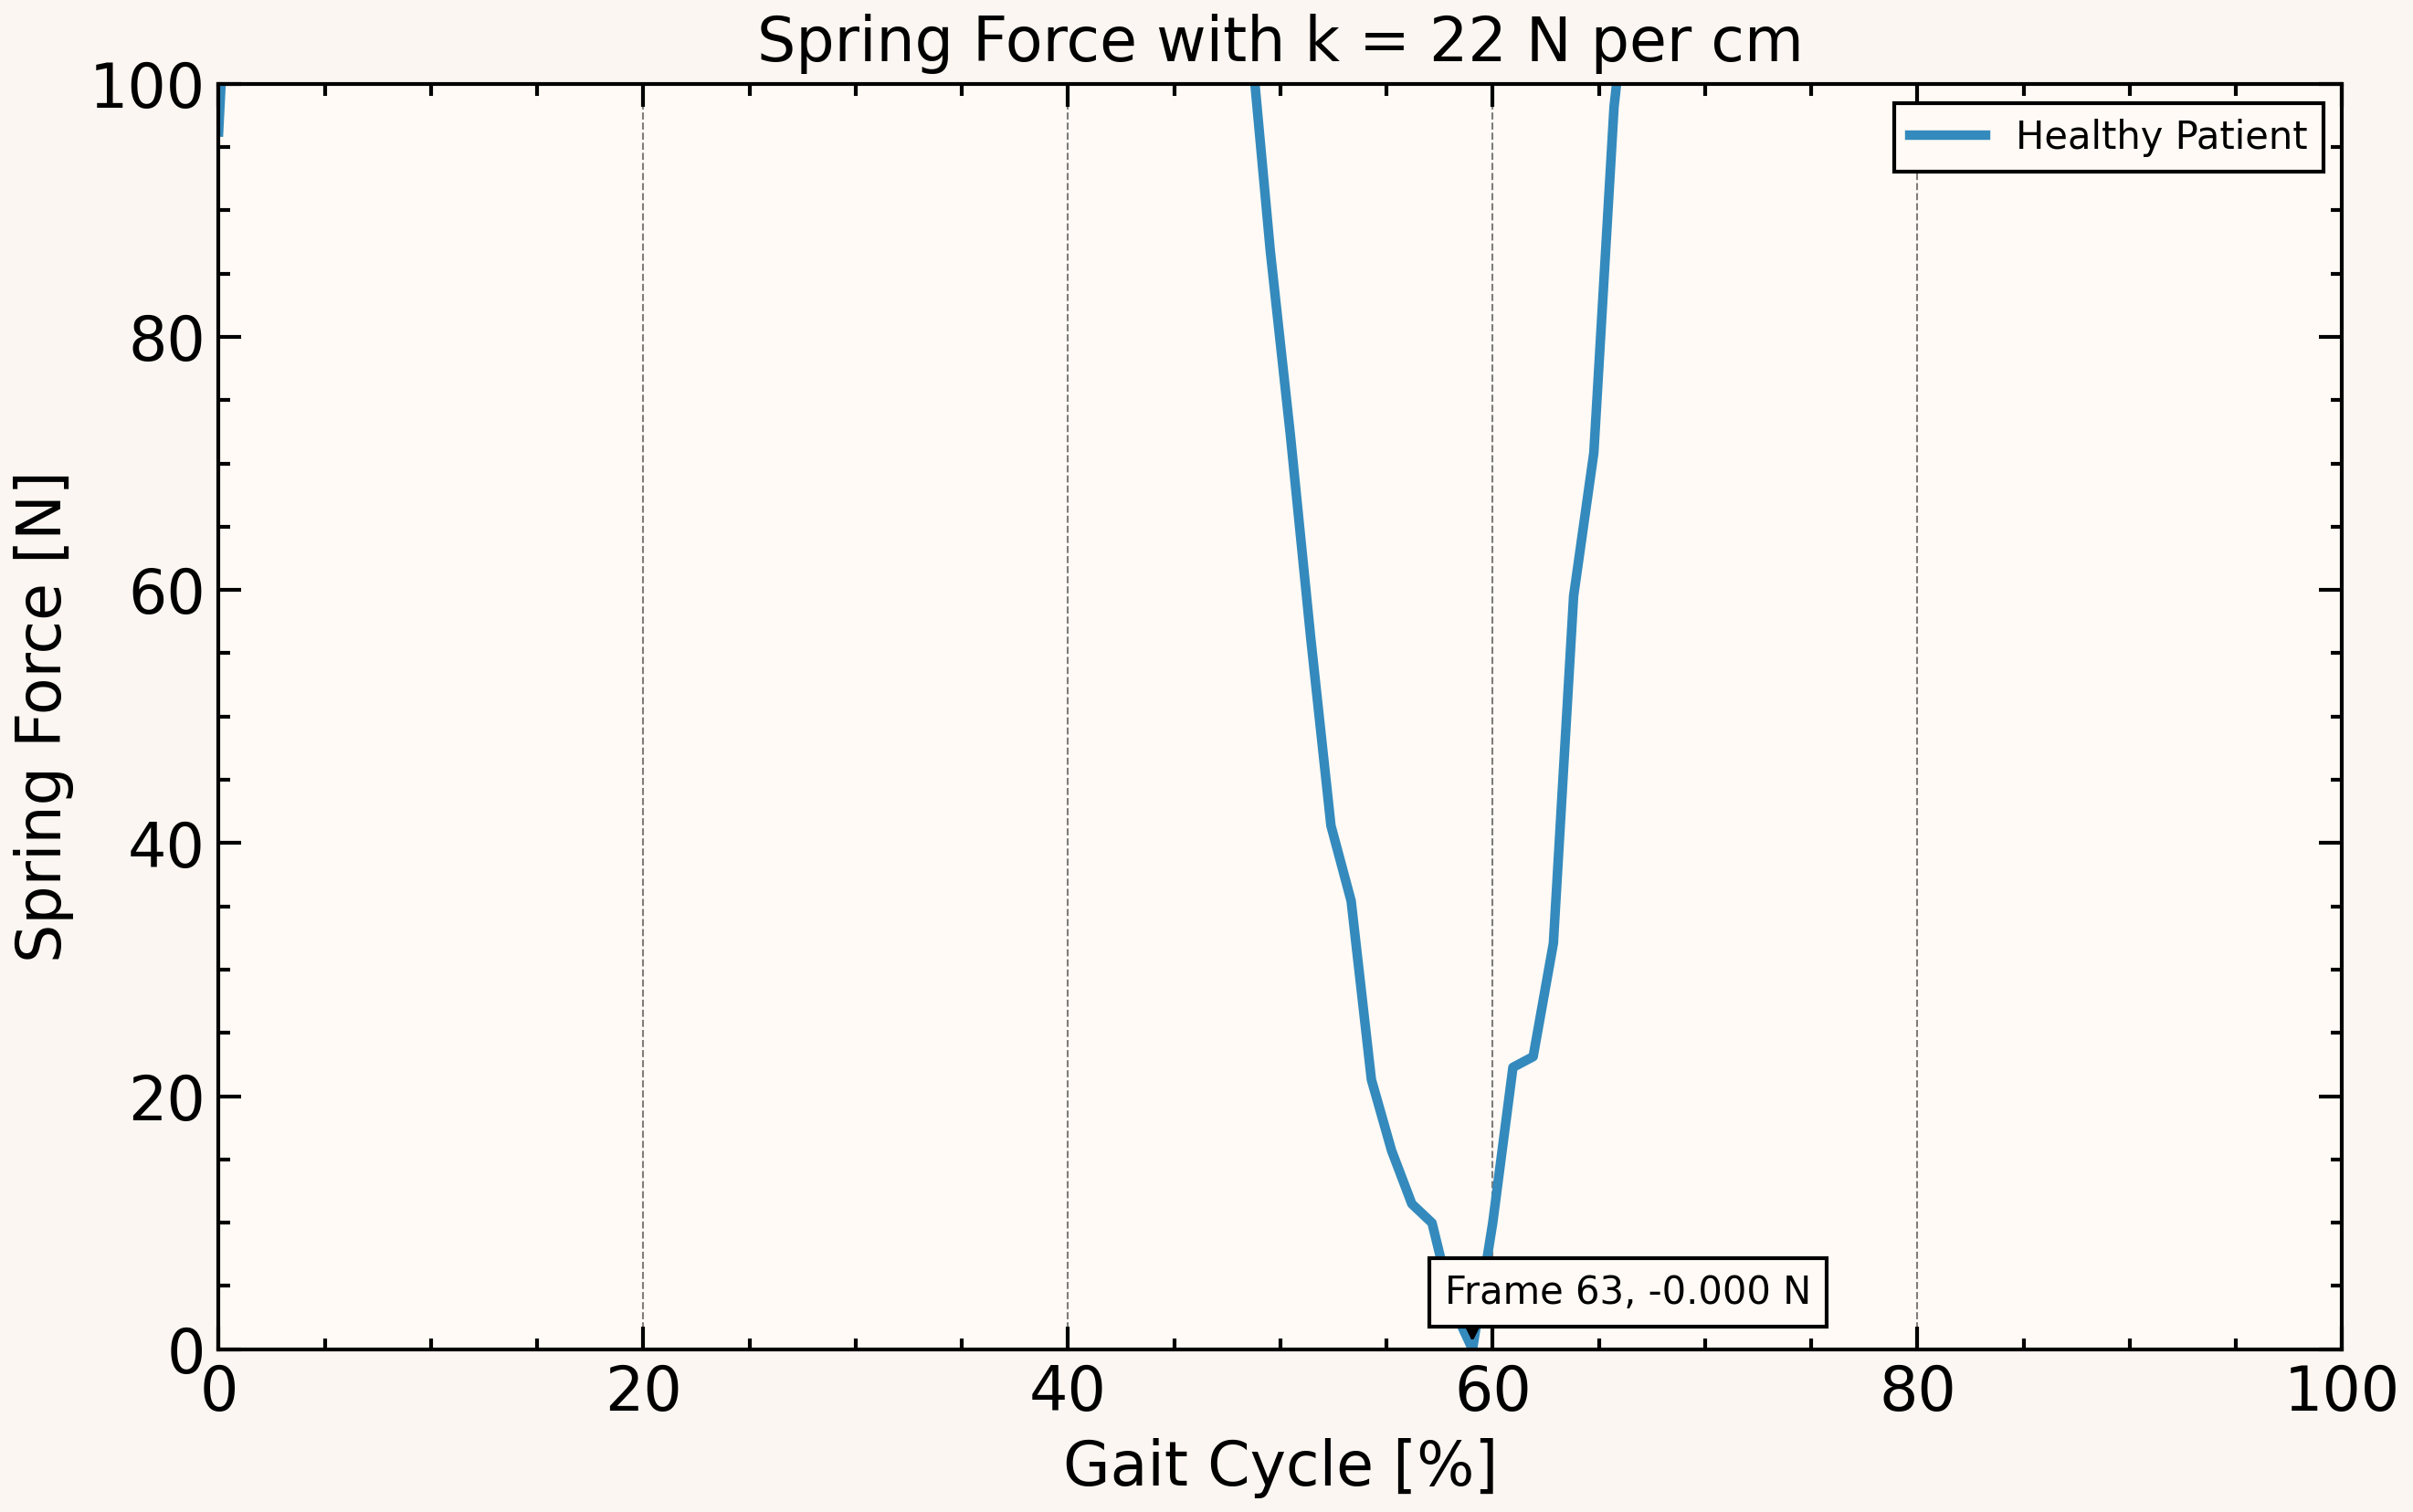 Spring Force with k = 22 N per cm
100
80
60
40
20
0
Spring Force [N]
Healthy Patient
Frame 63, -0.000 N
0 20 40 60 80 100
Gait Cycle [%]